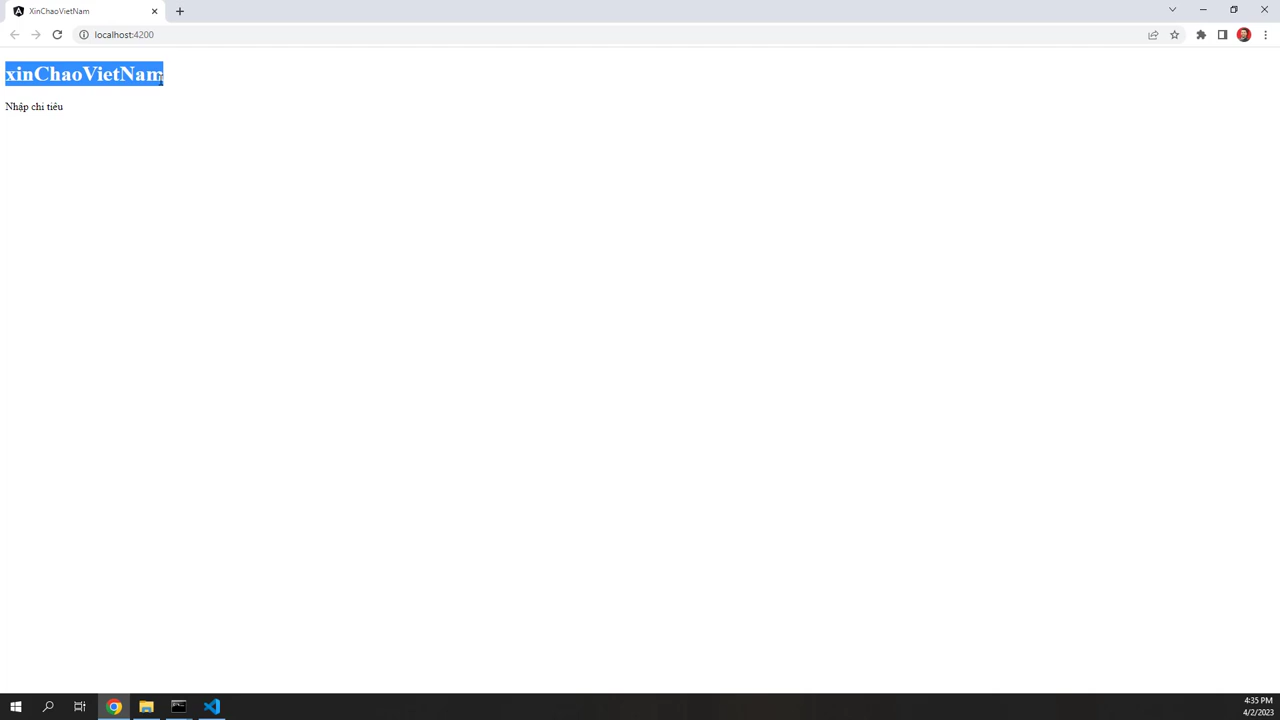 XinChaoVietNam
localhost:4200
xinChaoVietNam
Nhập chi tiêu
4:35 PM
4/2/2023